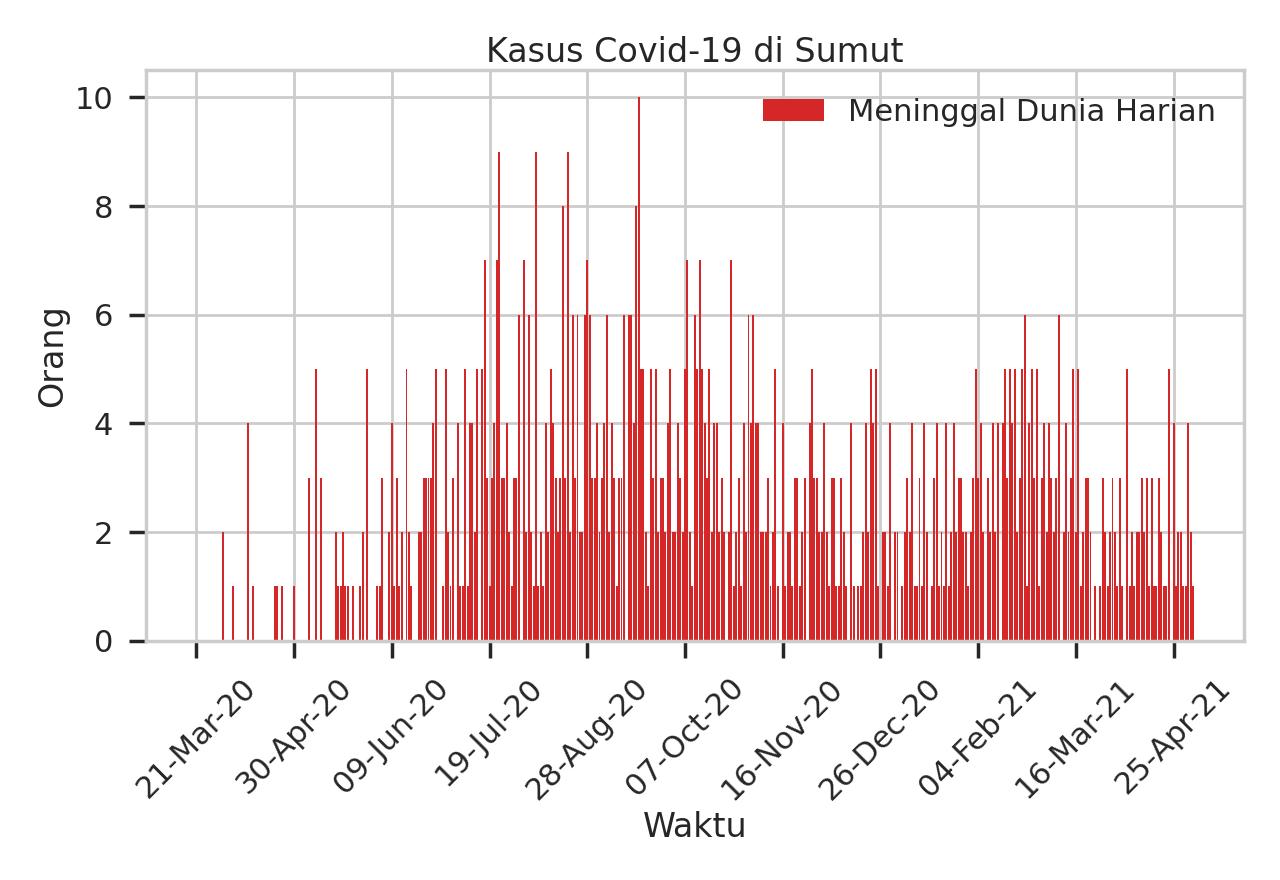 Kasus Covid-19 di Sumut
Meninggal Dunia Harian
Orang
10
8
6
4
2
0
21-Mar-20
30-Apr-20
09-Jun-20
19-Jul-20
28-Aug-20
07-Oct-20
16-Nov-20
26-Dec-20
04-Feb-21
16-Mar-21
25-Apr-21
Waktu